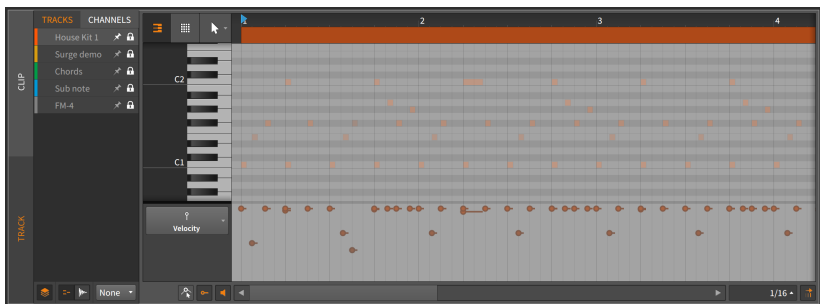 TRACKS CHANNELS
1 2 3 4
House Kit 1
Surge demo
Chords
Sub note
FM-4
CLIP
TRACK
C2
C1
Velocity
None
1/16